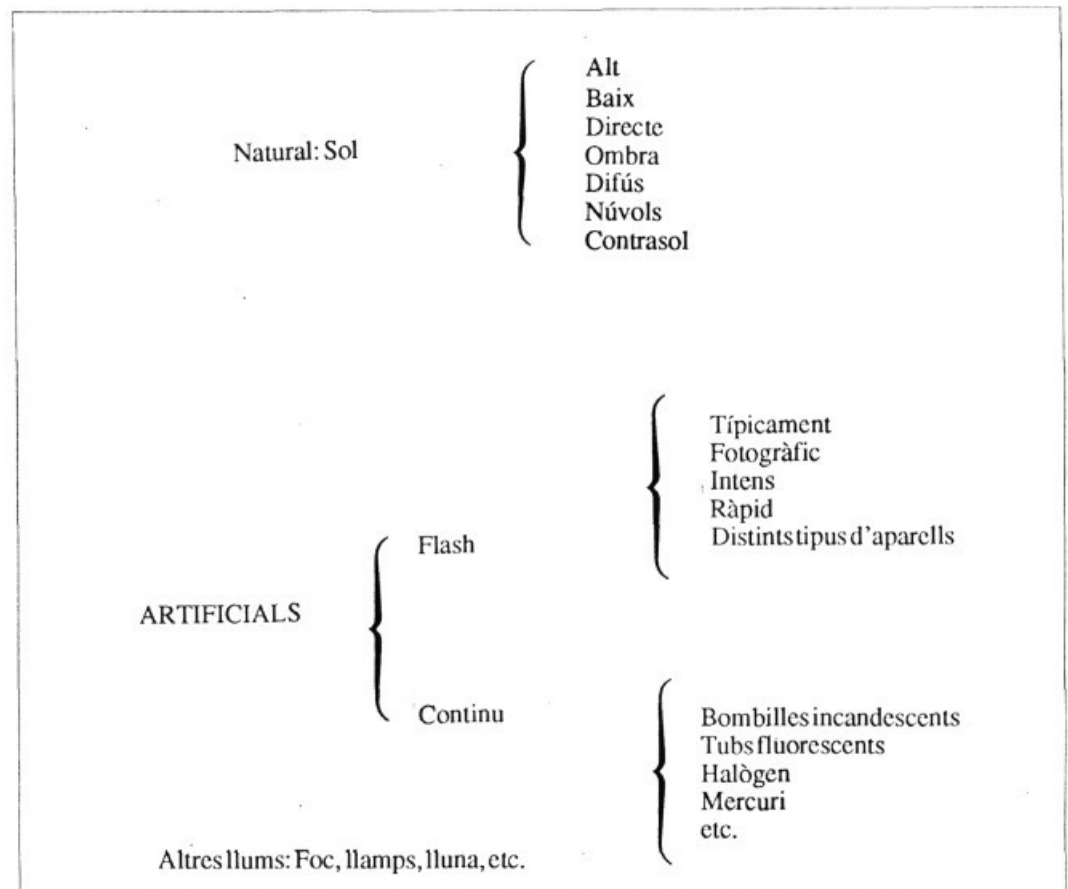 Natural: Sol
Alt
Baix
Directe
Ombra
Difús
Núvols
Contrasol
ARTIFICIALS
Flash
Típicament
Fotogràfic
Intens
Ràpid
Distints tipus d'aparells
Continu
Bombilles incandescents
Tubs fluorescents
Halògen
Mercuri
etc.
Altres llums: Foc, llamps, lluna, etc.